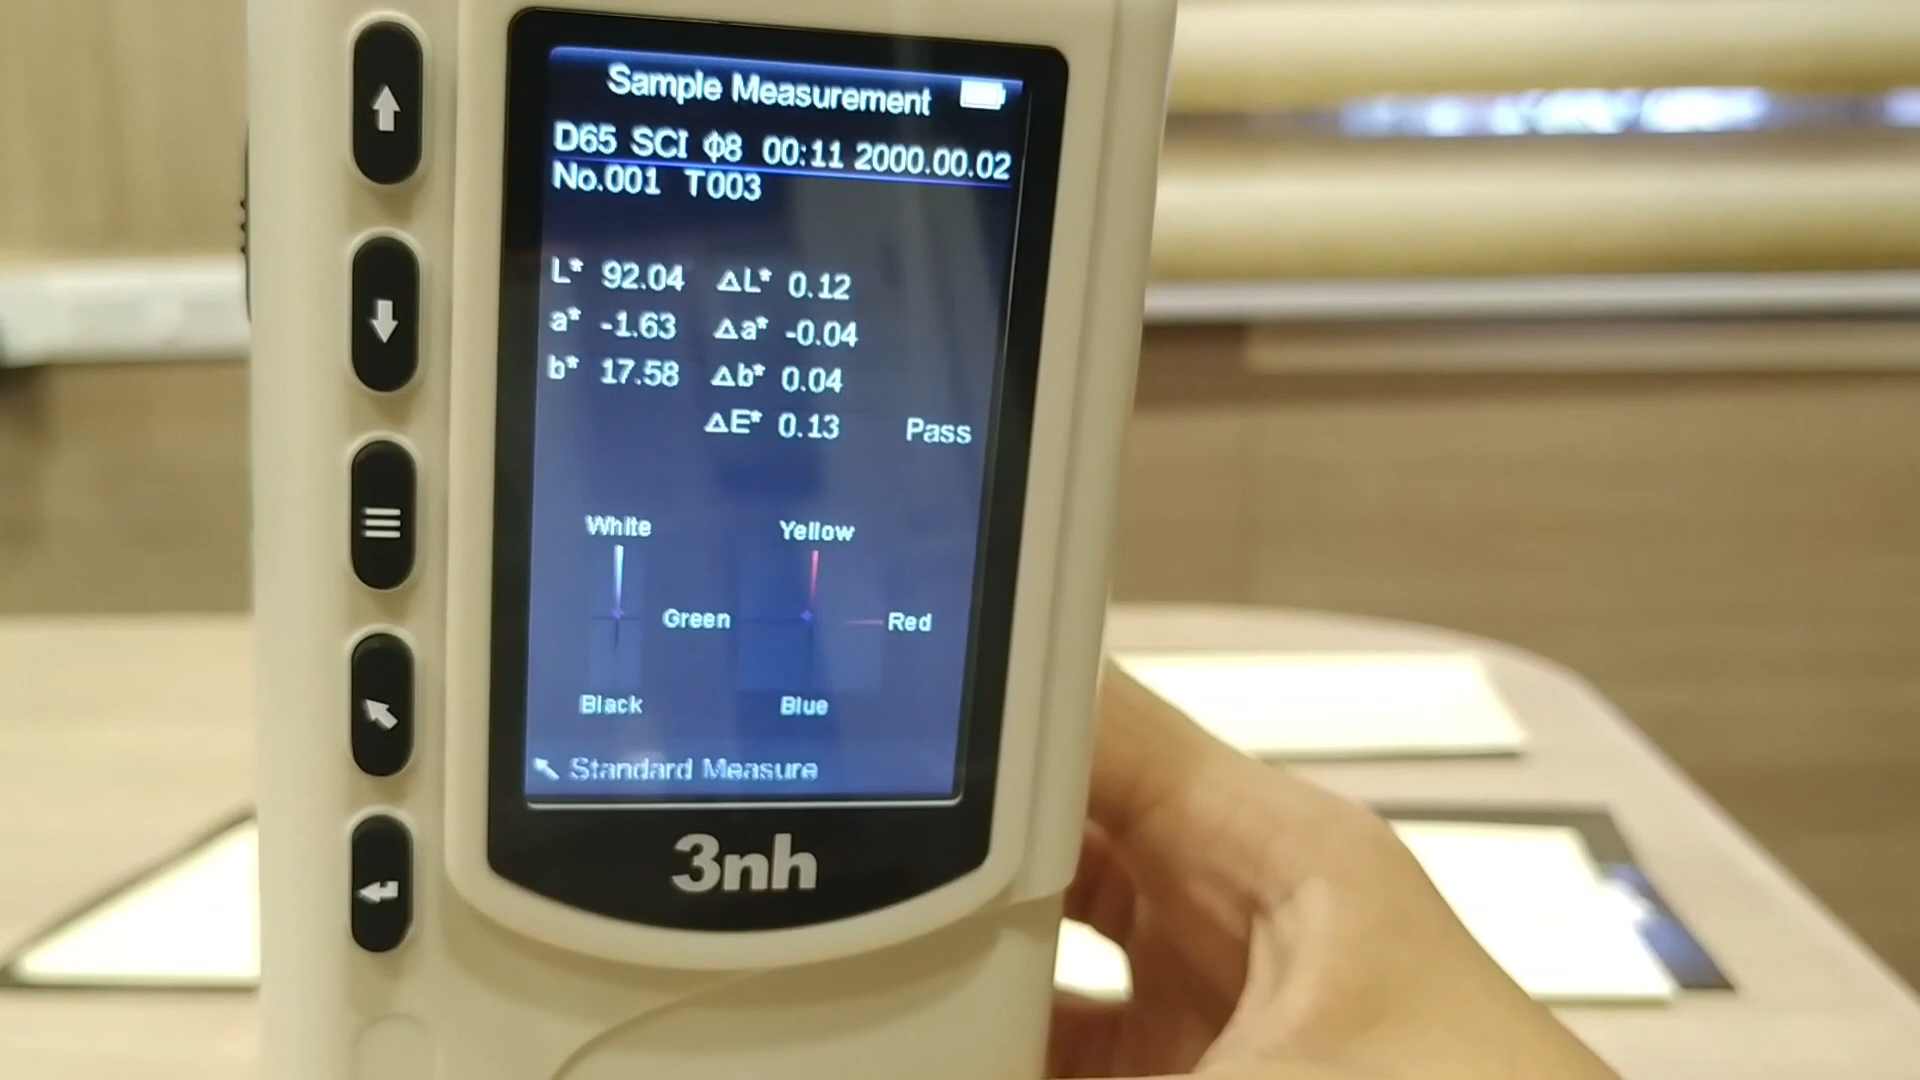 Sample Measurement
D65 SCI Φ8 00:11 2000.00.02
No.001 T003
L* 92.04 ΔL* 0.12
a* -1.63 Δa* -0.04
b* 17.58 Δb* 0.04
ΔE* 0.13 Pass
White Yellow
Green Red
Black Blue
Standard Measure
3nh